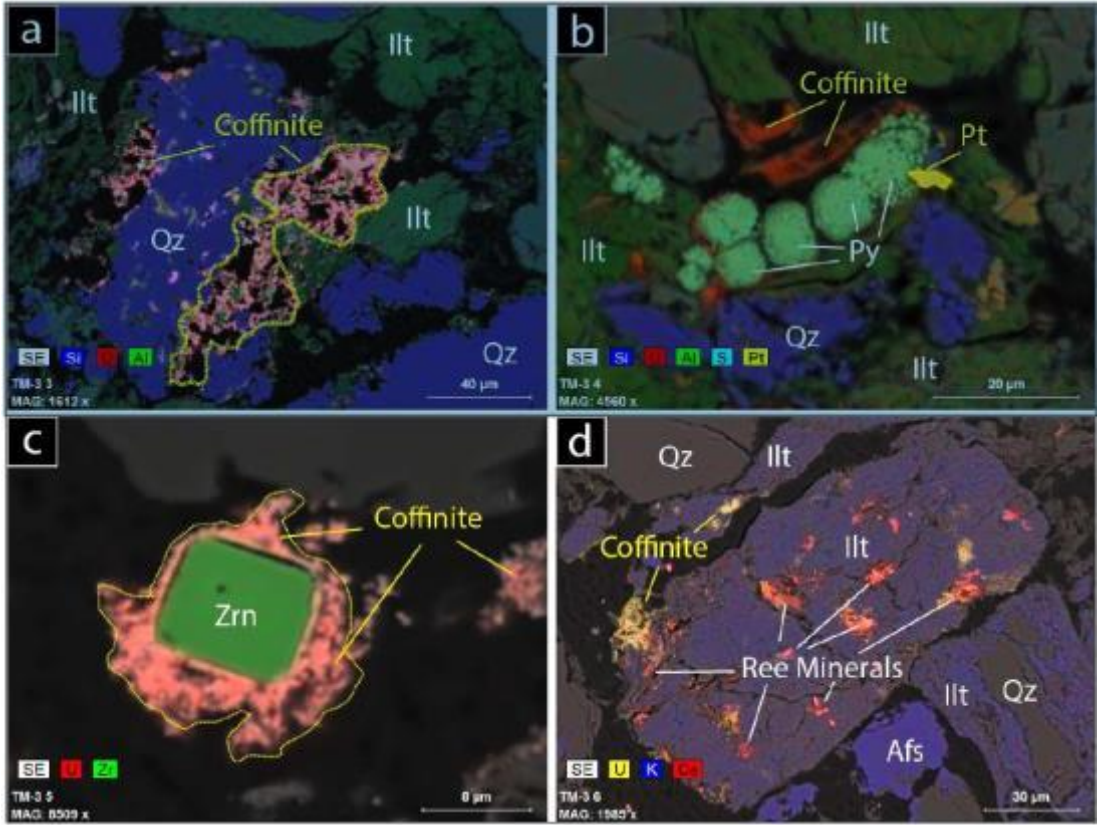 a
Ilt
Ilt
Coffinite
Ilt
Qz
Qz
SE Si U Al
TM-3 3
MAG: 1612 x
40 µm
b
Ilt
Coffinite
Pt
Ilt
Py
Qz
Ilt
SE Si U Al S Pt
TM-3 4
MAG: 4560 x
20 µm
c
Coffinite
Zrn
SE U Zr
TM-3 5
MAG: 8509 x
8 µm
d
Qz
Ilt
Coffinite
Ilt
Ree Minerals
Ilt
Qz
Afs
SE U K Ce
TM-3 6
MAG: 1985 x
30 µm